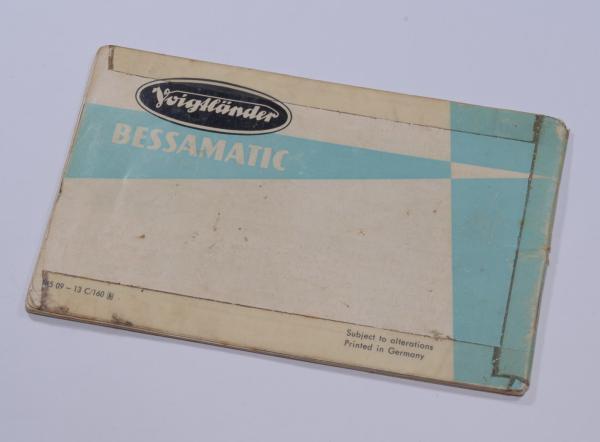 Voigtländer
BESSAMATIC
09 – 13 C/160
Subject to alterations
Printed in Germany